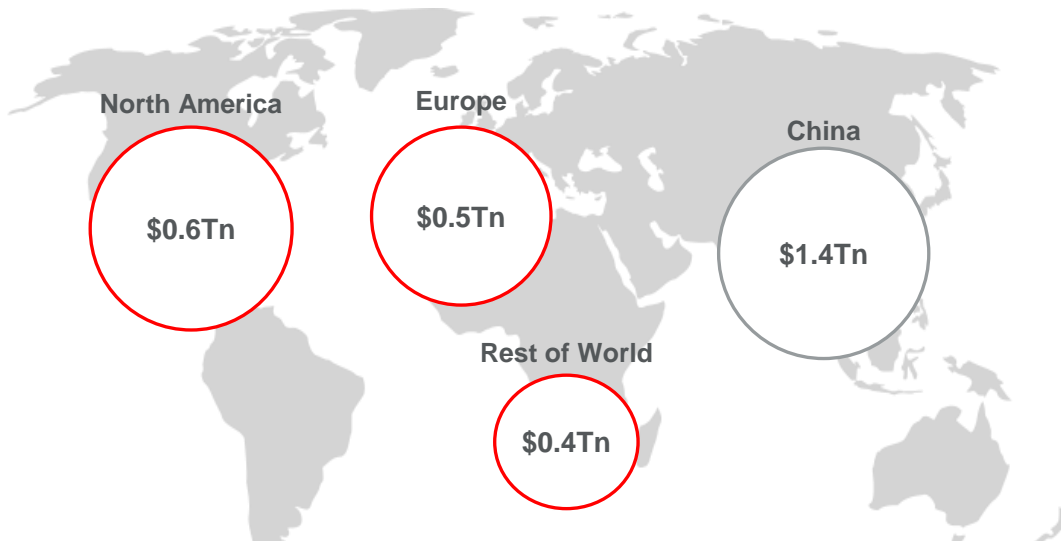 North America
$0.6Tn
Europe
$0.5Tn
China
$1.4Tn
Rest of World
$0.4Tn